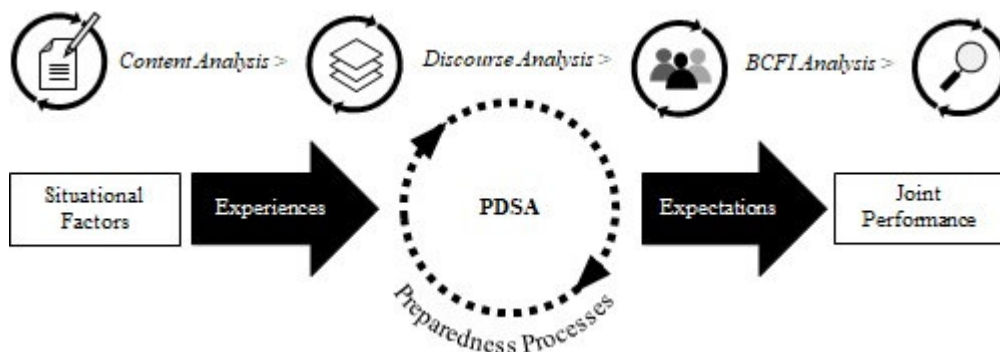 Content Analysis >
Discourse Analysis >
BCFI Analysis >
Situational
Factors
Experiences
PDSA
Expectations
Joint
Performance
Preparedness Processes